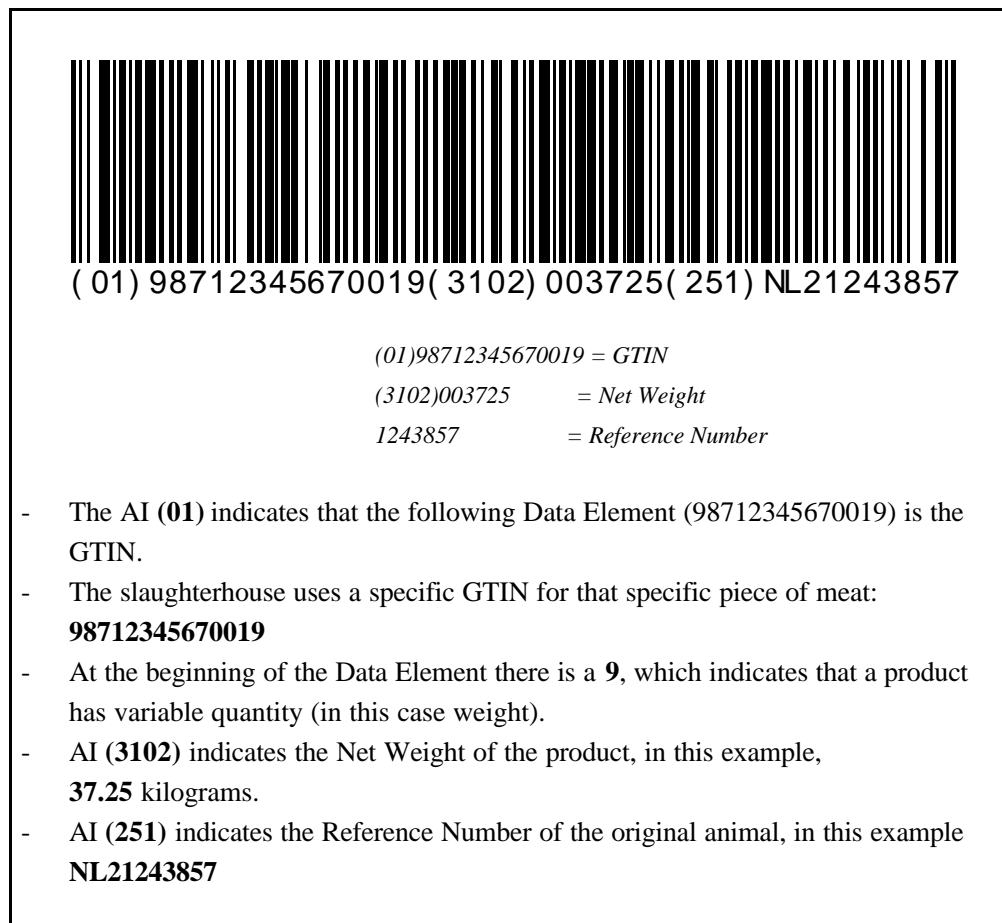 (01)98712345670019(3102)003725(251)NL21243857
(01)98712345670019 = GTIN
(3102)003725 = Net Weight
1243857 = Reference Number
- The AI (01) indicates that the following Data Element (98712345670019) is the
GTIN.
- The slaughterhouse uses a specific GTIN for that specific piece of meat:
98712345670019
- At the beginning of the Data Element there is a 9, which indicates that a product
has variable quantity (in this case weight).
- AI (3102) indicates the Net Weight of the product, in this example,
37.25 kilograms.
- AI (251) indicates the Reference Number of the original animal, in this example
NL21243857